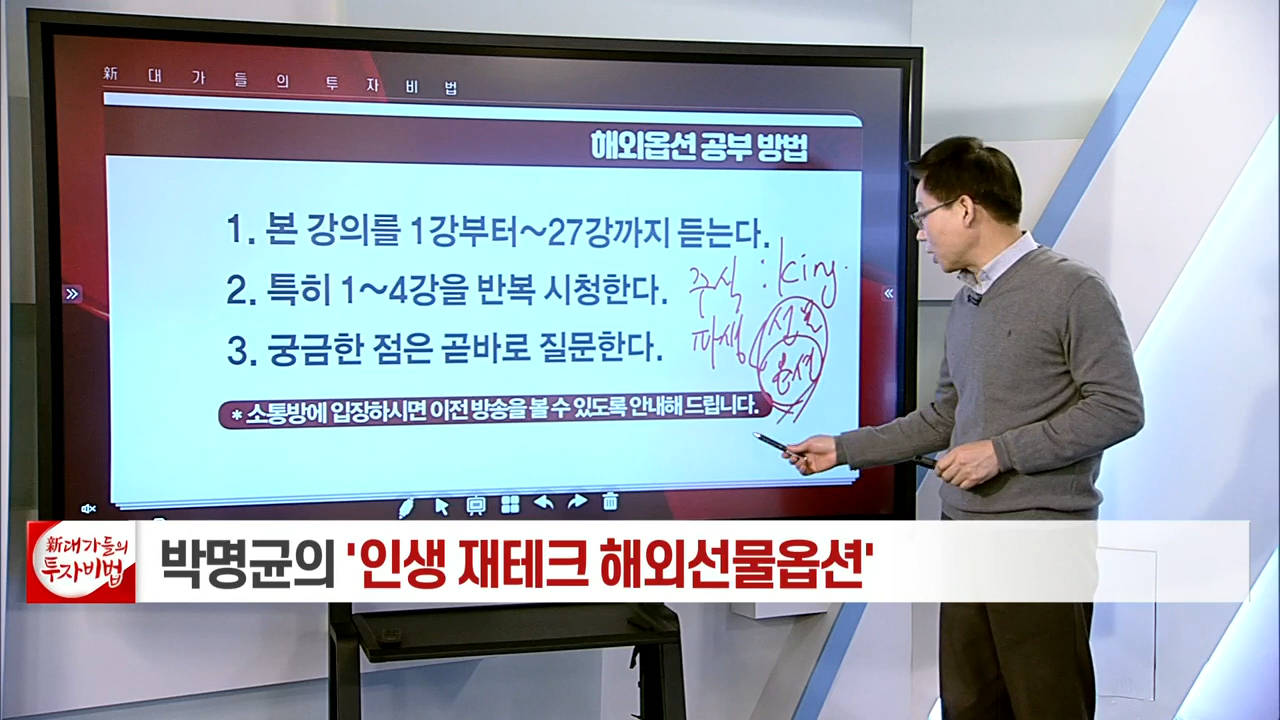 新 대 가 들 의 투 자 비 법
해외옵션 공부 방법
1. 본 강의를 1강부터~27강까지 듣는다.
2. 특히 1~4강을 반복 시청한다.
3. 궁금한 점은 곧바로 질문한다.
* 소통방에 입장하시면 이전 방송을 볼 수 있도록 안내해 드립니다.
주식 : king.
파생
선물
옵션
新대가들의
투자비법
박명균의 '인생 재테크 해외선물옵션'